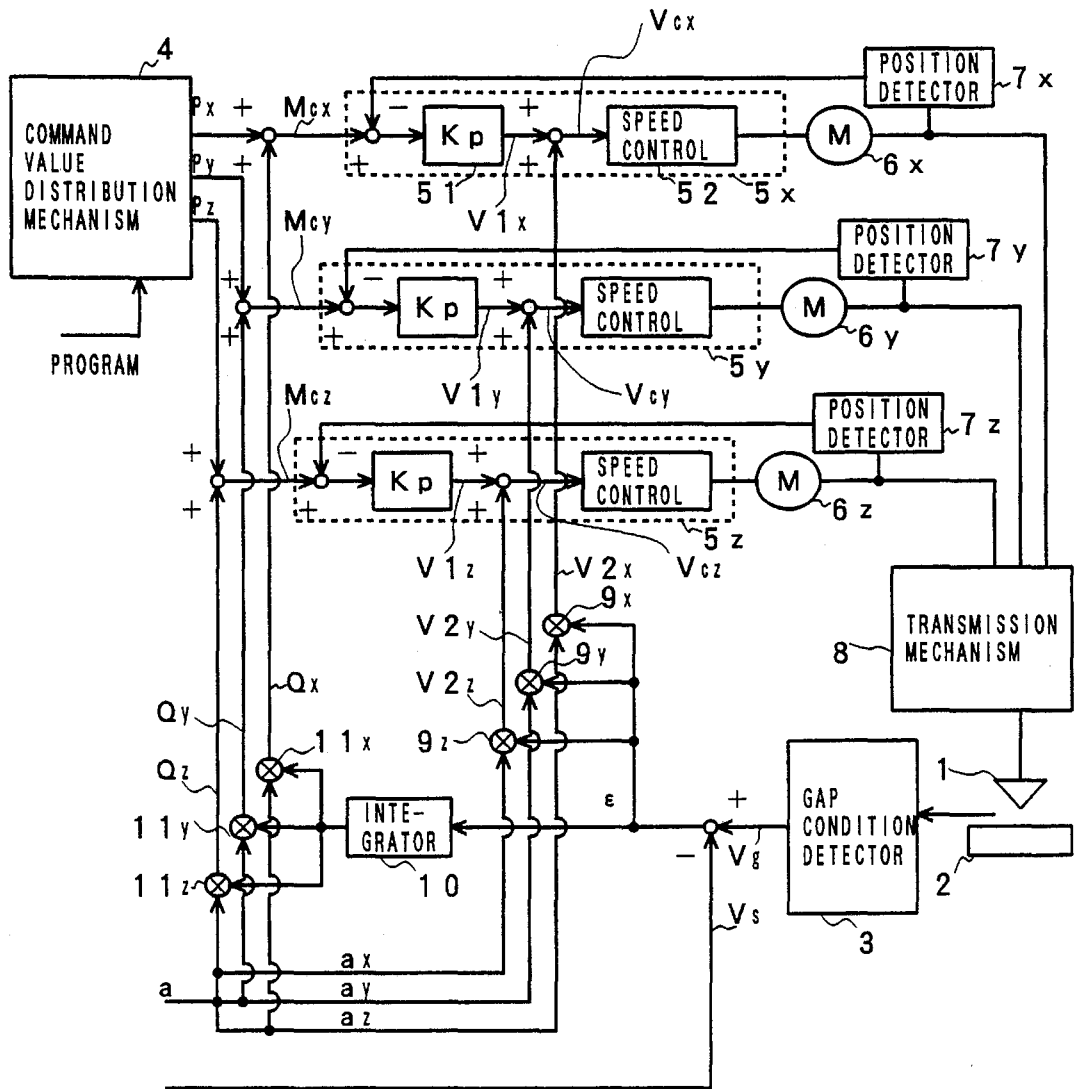 4
Vcx
COMMAND
VALUE
DISTRIBUTION
MECHANISM
Px
+
Mcx
POSITION
DETECTOR
7x
-
+
Kp
51
+
+
V1x
SPEED
CONTROL
52
5x
M
6x
Py
+
Pz
Mcy
POSITION
DETECTOR
7y
+
+
-
+
Kp
+
+
V1y
Vcy
SPEED
CONTROL
5y
M
6y
PROGRAM
Mcz
POSITION
DETECTOR
7z
+
+
-
+
Kp
+
+
V1z
Vcz
SPEED
CONTROL
5z
M
6z
V2x
9x
V2y
9y
V2z
9z
TRANSMISSION
MECHANISM
8
Qx
Qy
Qz
11x
11y
11z
INTE-
GRATOR
10
ε
+
-
Vg
Vs
GAP
CONDITION
DETECTOR
3
1
2
ax
a
ay
az